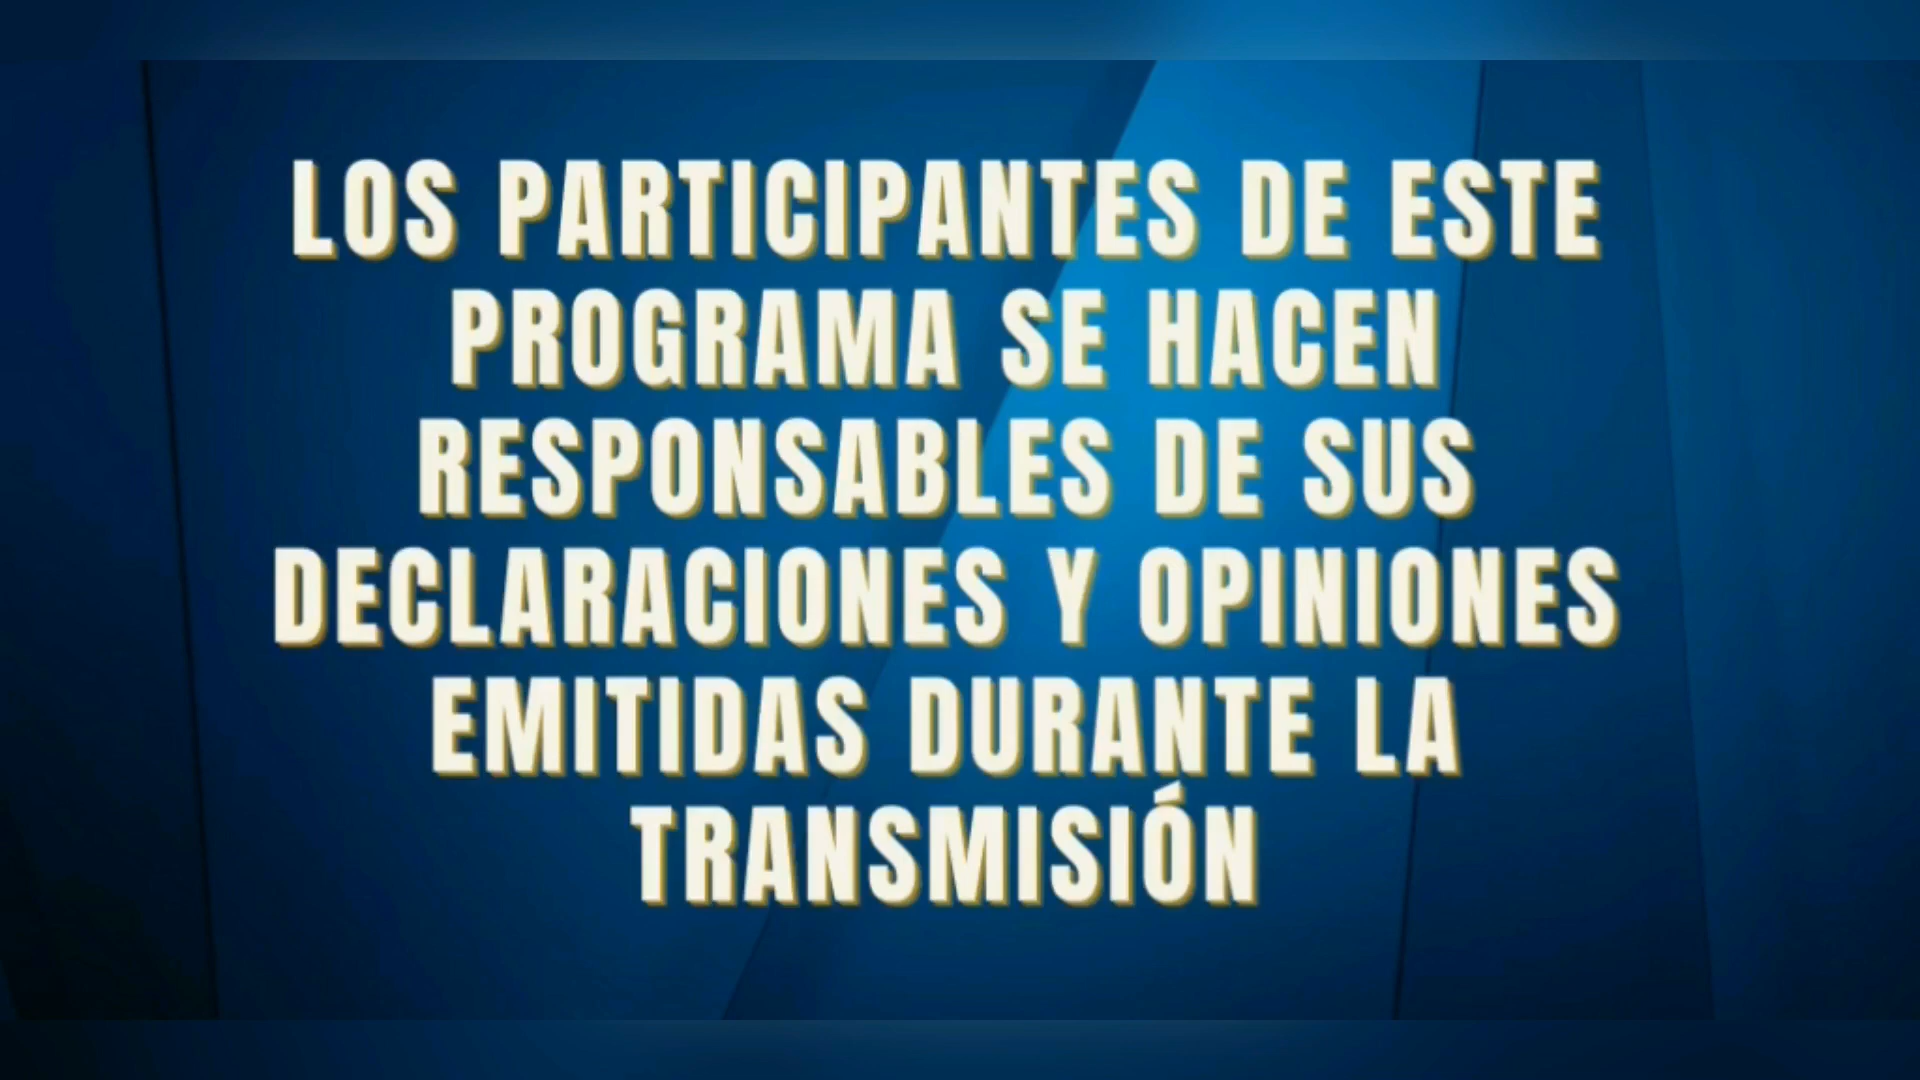 LOS PARTICIPANTES DE ESTE
PROGRAMA SE HACEN
RESPONSABLES DE SUS
DECLARACIONES Y OPINIONES
EMITIDAS DURANTE LA
TRANSMISIÓN